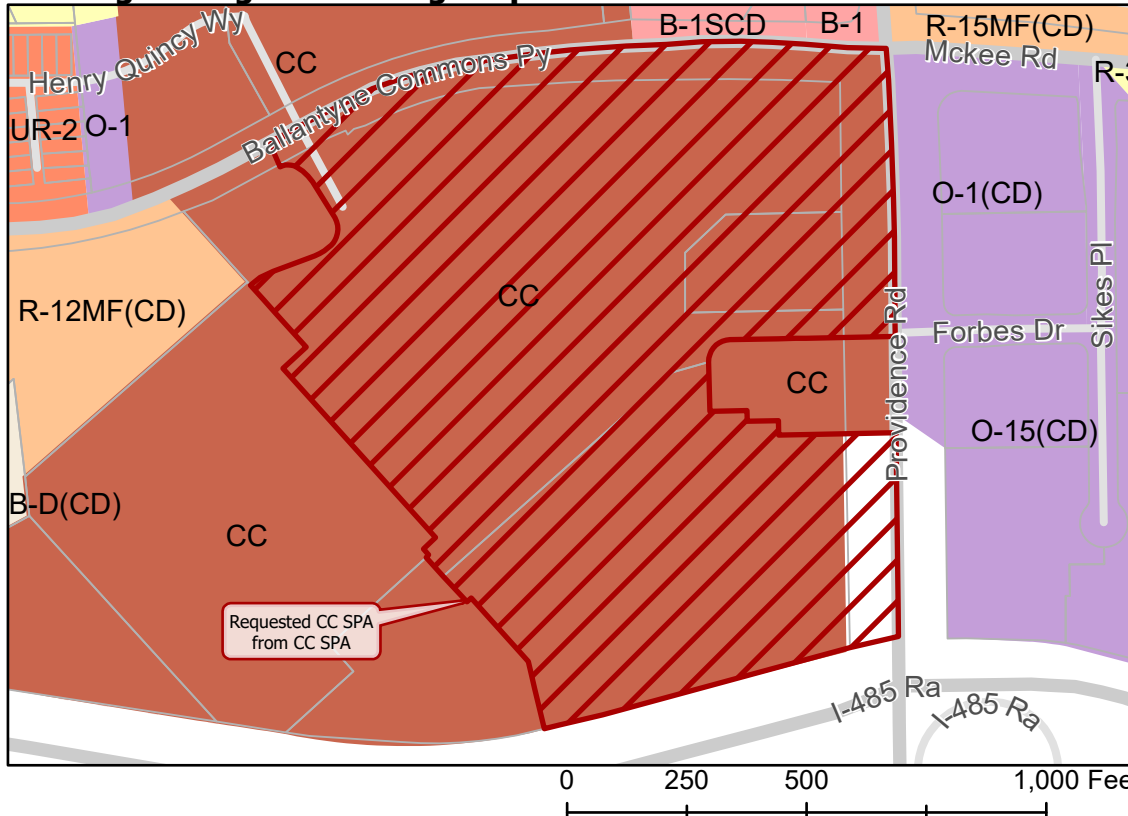 B-1SCD
B-1
R-15MF(CD)
Henry Quincy Wy
CC
Ballantyne Commons Py
Mckee Rd
UR-2
O-1
O-1(CD)
R-12MF(CD)
CC
Sikes Pl
Providence Rd
Forbes Dr
CC
O-15(CD)
B-D(CD)
CC
Requested CC SPA
from CC SPA
I-485 Ra
I-485 Ra
0 250 500 1,000 Fee